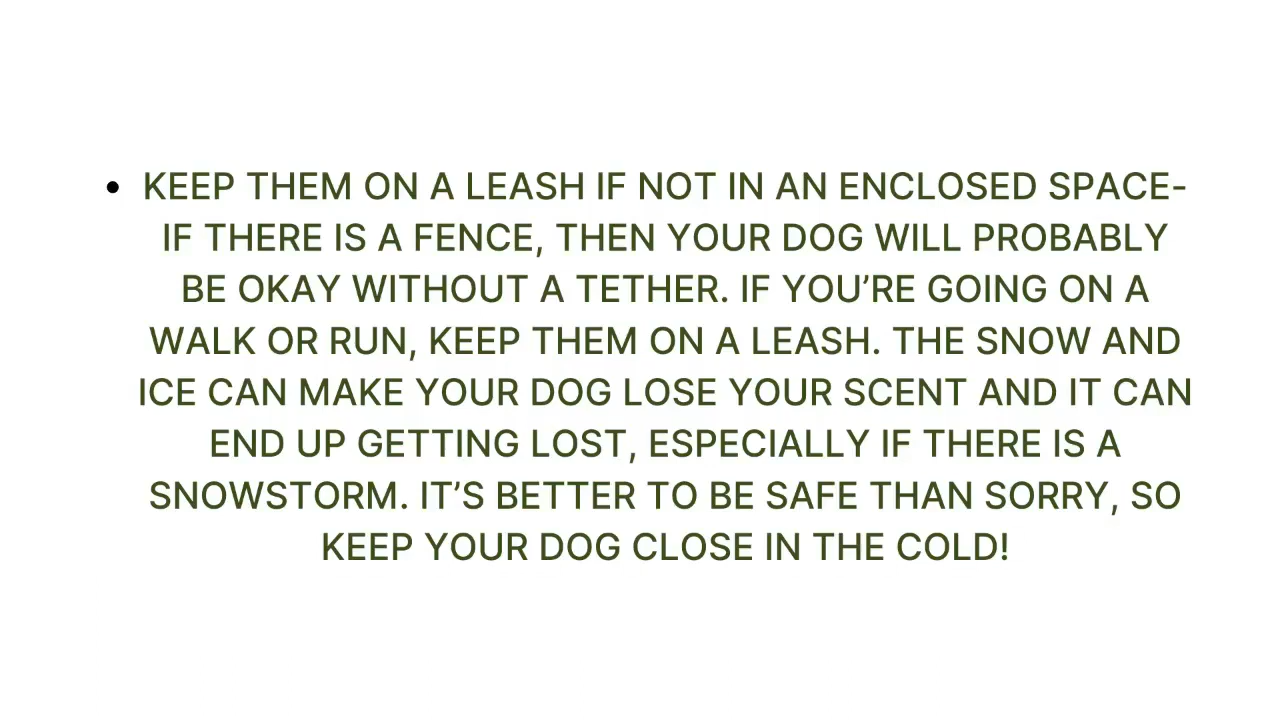 • KEEP THEM ON A LEASH IF NOT IN AN ENCLOSED SPACE-
IF THERE IS A FENCE, THEN YOUR DOG WILL PROBABLY
BE OKAY WITHOUT A TETHER. IF YOU’RE GOING ON A
WALK OR RUN, KEEP THEM ON A LEASH. THE SNOW AND
ICE CAN MAKE YOUR DOG LOSE YOUR SCENT AND IT CAN
END UP GETTING LOST, ESPECIALLY IF THERE IS A
SNOWSTORM. IT’S BETTER TO BE SAFE THAN SORRY, SO
KEEP YOUR DOG CLOSE IN THE COLD!